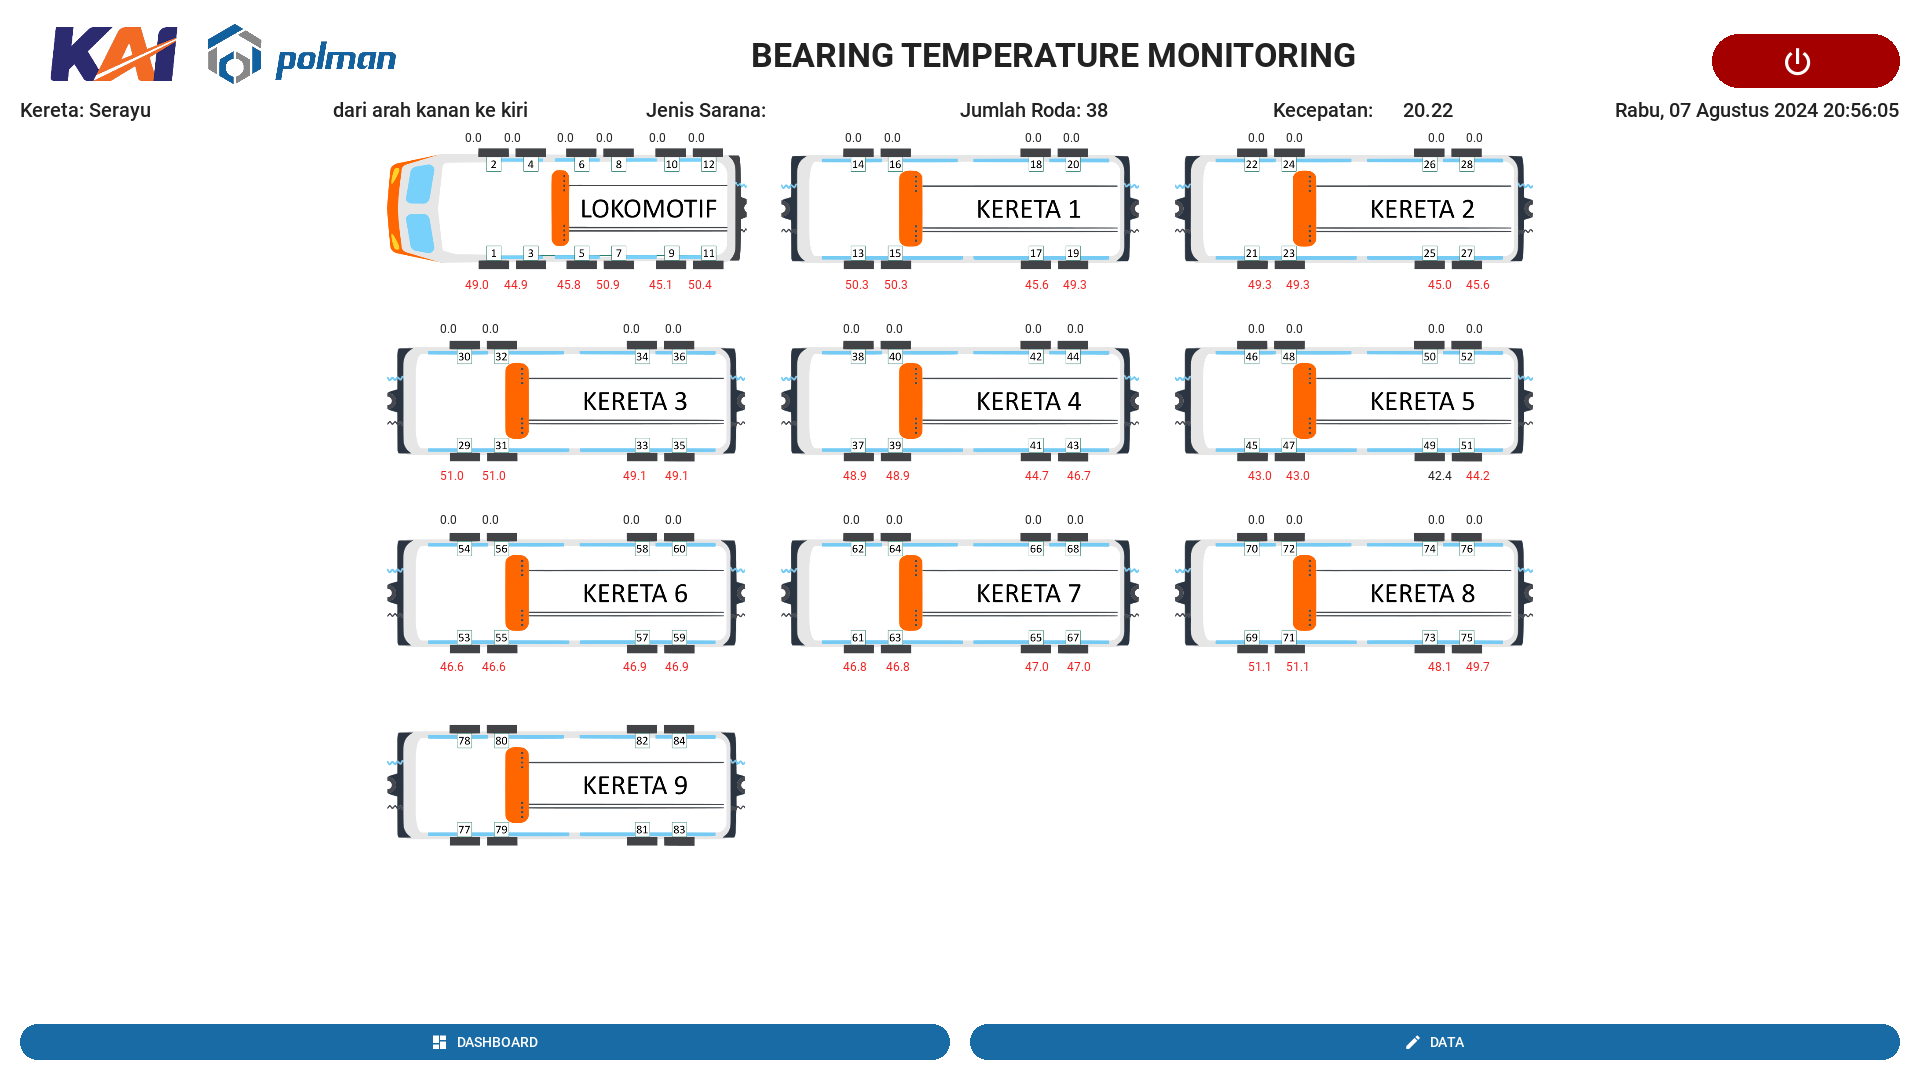 KAI polman BEARING TEMPERATURE MONITORING
Kereta: Serayu dari arah kanan ke kiri Jenis Sarana: Jumlah Roda: 38 Kecepatan: 20.22 Rabu, 07 Agustus 2024 20:56:05
0.0 0.0 0.0 0.0 0.0 0.0 0.0 0.0 0.0 0.0 0.0 0.0 0.0 0.0
2 4 6 8 10 12 14 16 18 20 22 24 26 28
LOKOMOTIF KERETA 1 KERETA 2
1 3 5 7 9 11 13 15 17 19 21 23 25 27
49.0 44.9 45.8 50.9 45.1 50.4 50.3 50.3 45.6 49.3 49.3 49.3 45.0 45.6
0.0 0.0 0.0 0.0 0.0 0.0 0.0 0.0 0.0 0.0 0.0 0.0
30 32 34 36 38 40 42 44 46 48 50 52
KERETA 3 KERETA 4 KERETA 5
29 31 33 35 37 39 41 43 45 47 49 51
51.0 51.0 49.1 49.1 48.9 48.9 44.7 46.7 43.0 43.0 42.4 44.2
0.0 0.0 0.0 0.0 0.0 0.0 0.0 0.0 0.0 0.0 0.0 0.0
54 56 58 60 62 64 66 68 70 72 74 76
KERETA 6 KERETA 7 KERETA 8
53 55 57 59 61 63 65 67 69 71 73 75
46.6 46.6 46.9 46.9 46.8 46.8 47.0 47.0 51.1 51.1 48.1 49.7
78 80 82 84
KERETA 9
77 79 81 83
DASHBOARD DATA